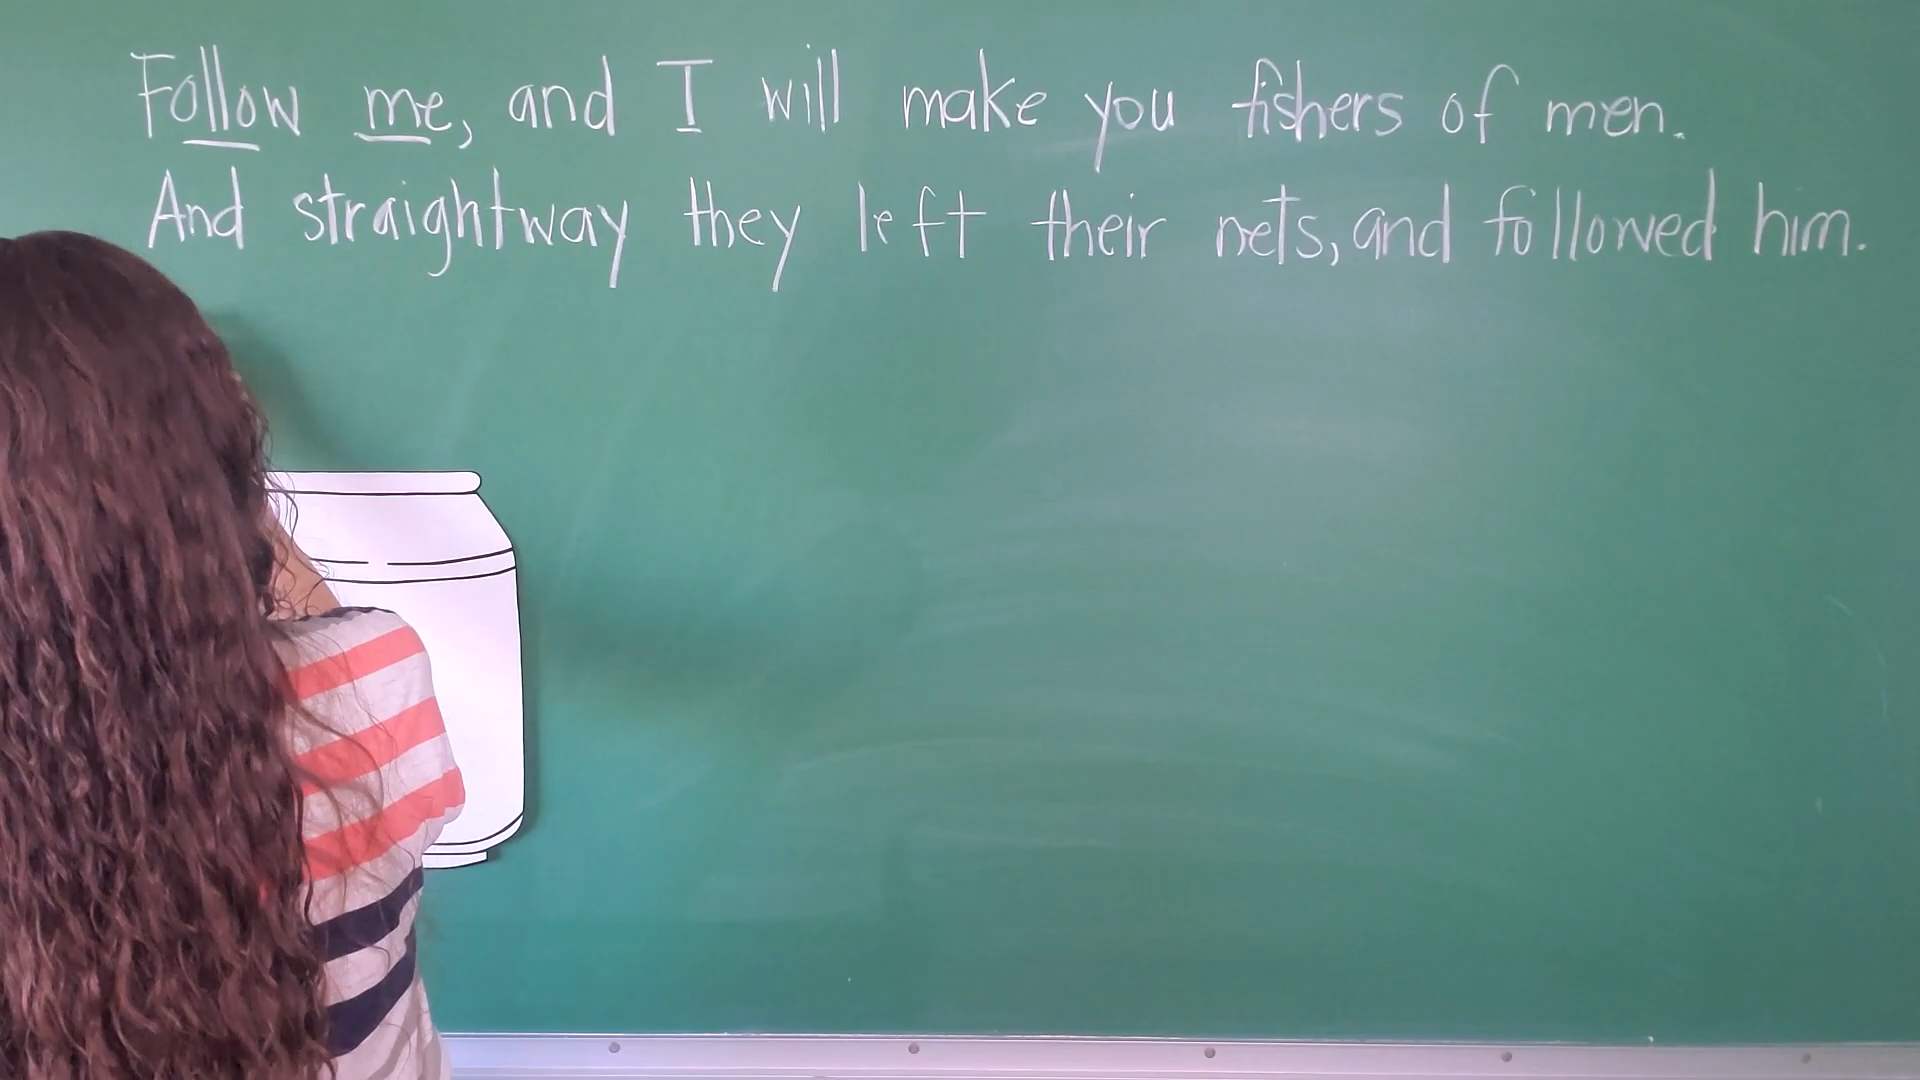 Follow me, and I will make you fishers of men.
And straightway they left their nets, and followed him.